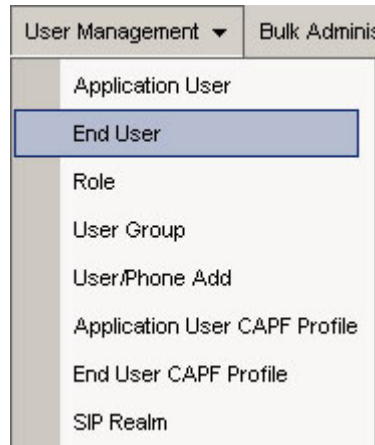 User Management ▼ Bulk Adminis
Application User
End User
Role
User Group
User/Phone Add
Application User CAPF Profile
End User CAPF Profile
SIP Realm